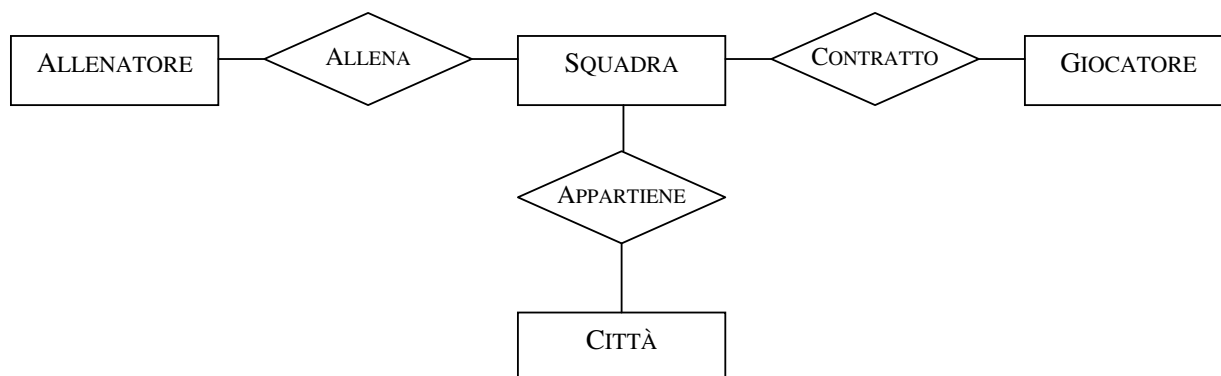 ALLENATORE ALLENA SQUADRA CONTRATTO GIOCATORE
APPARTIENE
CITTÀ